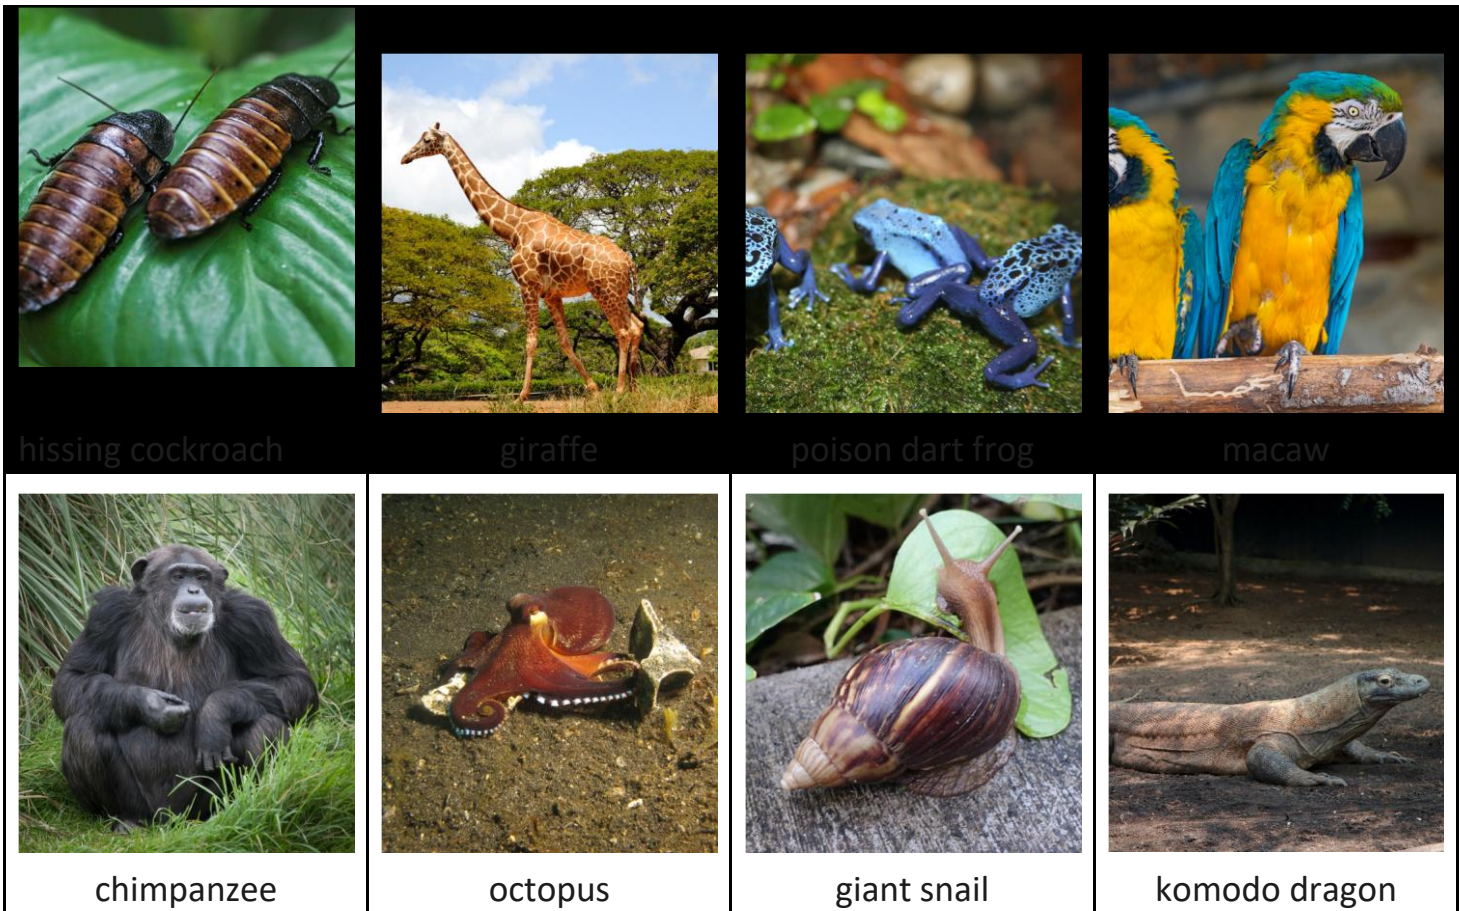 hissing cockroach
giraffe
poison dart frog
macaw
chimpanzee
octopus
giant snail
komodo dragon